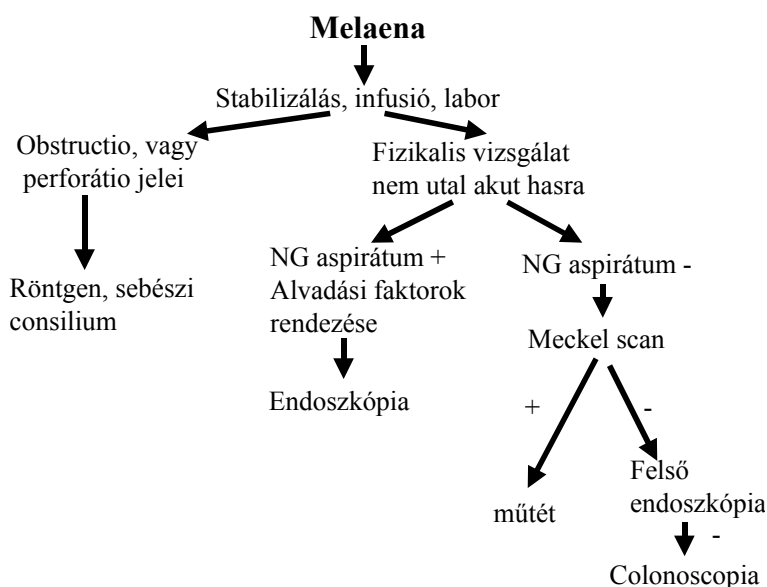 Melaena
Stabilizálás, infusió, labor
Obstructio, vagy
perforátio jelei
Röntgen, sebészi
consilium
Fizikalis vizsgálat
nem utal akut hasra
NG aspirátum +
Alvadási faktorok
rendezése
Endoszkópia
NG aspirátum -
Meckel scan
+
-
műtét
Felső
endoszkópia
-
Colonoscopia